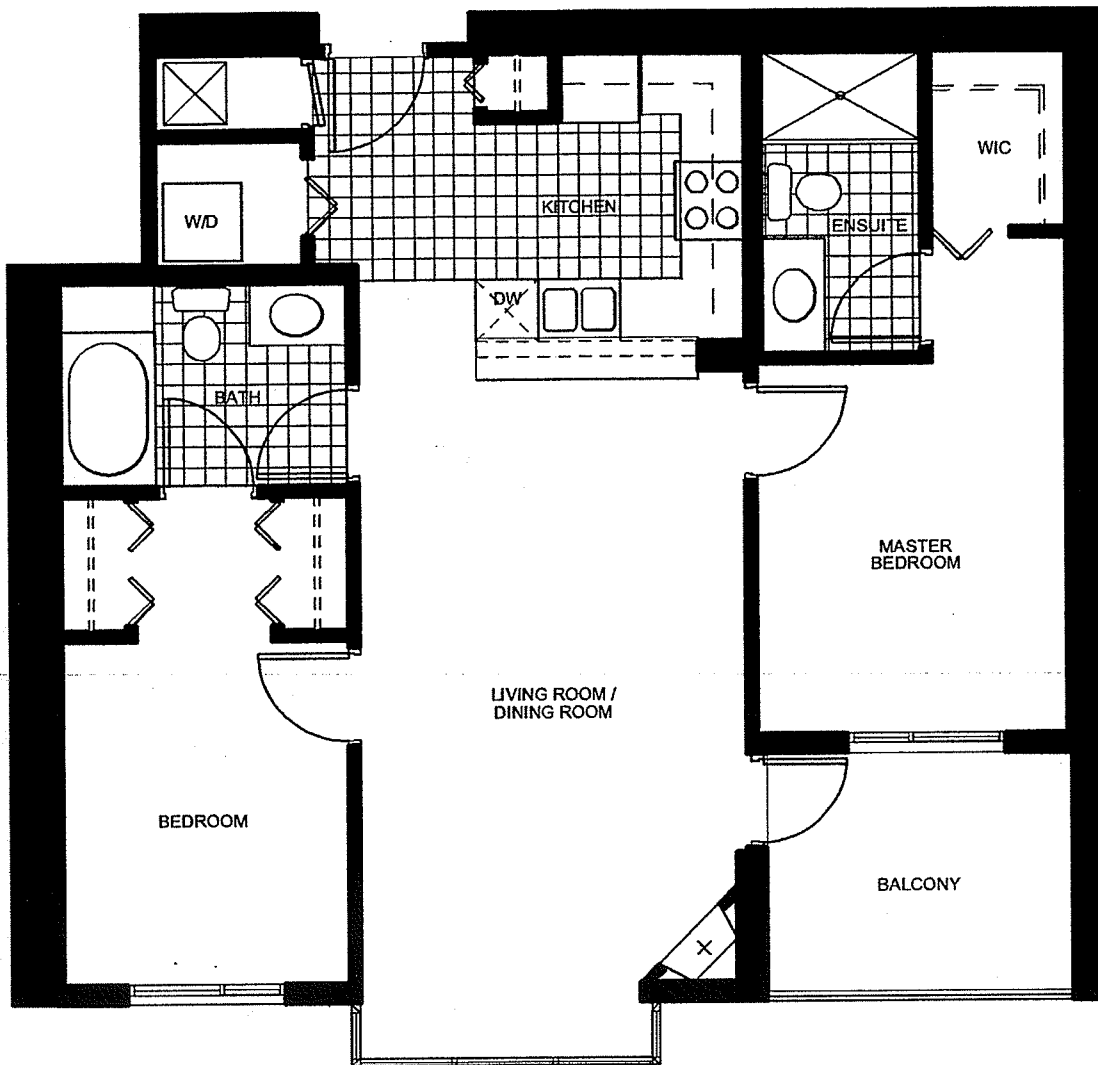 WIC
W/D
KITCHEN
ENSUITE
DW
BATH
MASTER
BEDROOM
LIVING ROOM /
DINING ROOM
BEDROOM
BALCONY